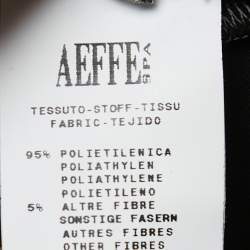 AEFFE SPA
TESSUTO-STOFF-TISSU
FABRIC-TEJIDO
95% POLIETILENICA
POLIATHYLEN
POLIATHYLENE
POLIETILENO
5% ALTRE FIBRE
SONSTIGE FASERN
AUTRES FIBRES
OTHER FIBRES